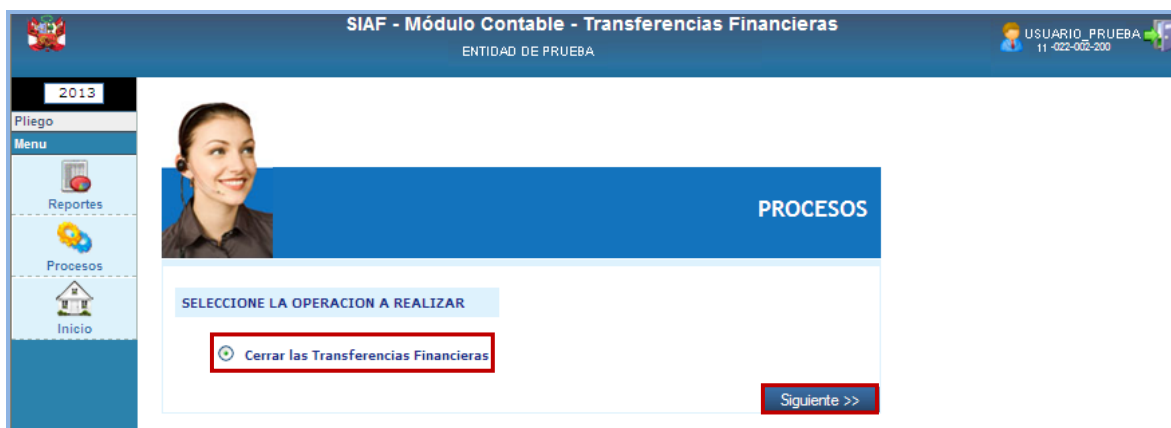 SIAF - Módulo Contable - Transferencias Financieras
ENTIDAD DE PRUEBA
USUARIO_PRUEBA
11 -022-002-200
2013
Pliego
Menu
Reportes
Procesos
Inicio
PROCESOS
SELECCIONE LA OPERACION A REALIZAR
Cerrar las Transferencias Financieras
Siguiente >>